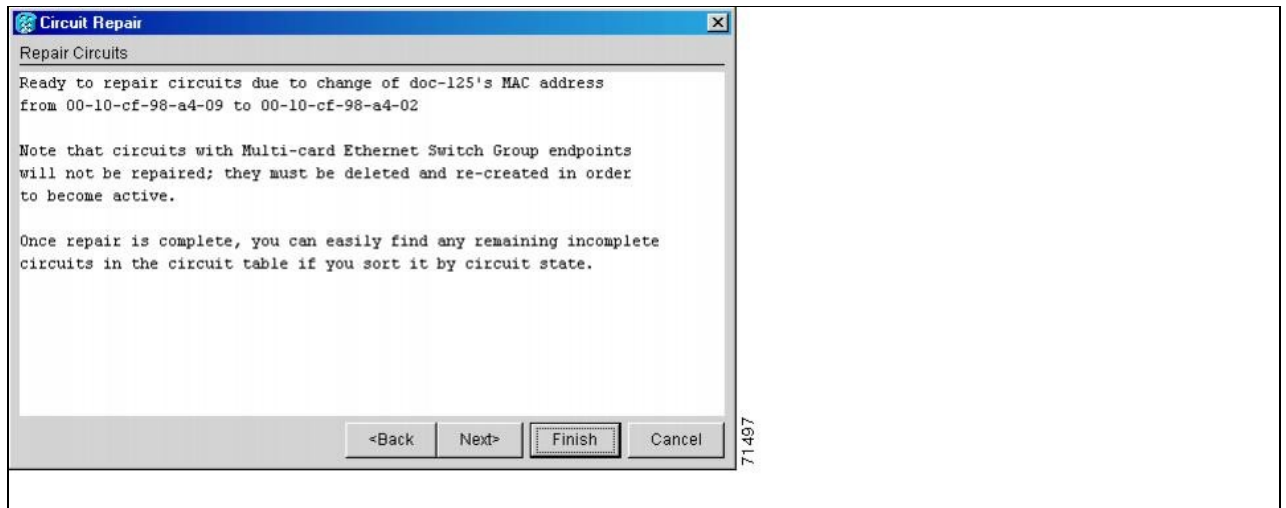 Circuit Repair
Repair Circuits
Ready to repair circuits due to change of doc-125's MAC address
from 00-10-cf-98-a4-09 to 00-10-cf-98-a4-02
Note that circuits with Multi-card Ethernet Switch Group endpoints
will not be repaired; they must be deleted and re-created in order
to become active.
Once repair is complete, you can easily find any remaining incomplete
circuits in the circuit table if you sort it by circuit state.
<Back Next> Finish Cancel
71497